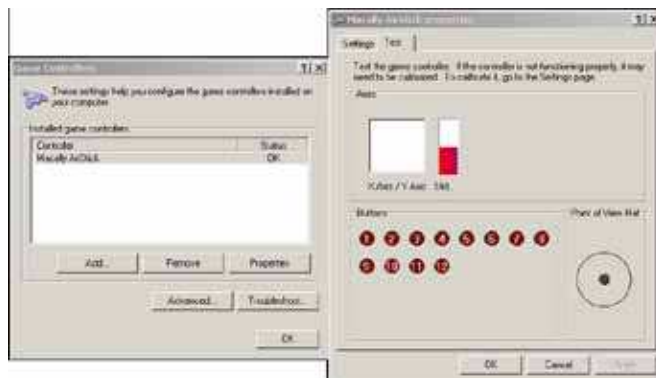 Game Controllers
These settings help you configure the game controllers installed on
your computer.
Installed game controllers
Controller Status
Macally AirStick OK
Add... Remove Properties
Advanced... Troubleshoot...
OK
Macally AirStick properties
Settings Test
Test the game controller. If the controller is not functioning properly, it may
need to be calibrated. To calibrate it, go to the Settings page.
Axes
X Axis / Y Axis
Buttons
Point of View Hat
1 2 3 4 5 6 7 8
9 10 11 12
OK Cancel Apply